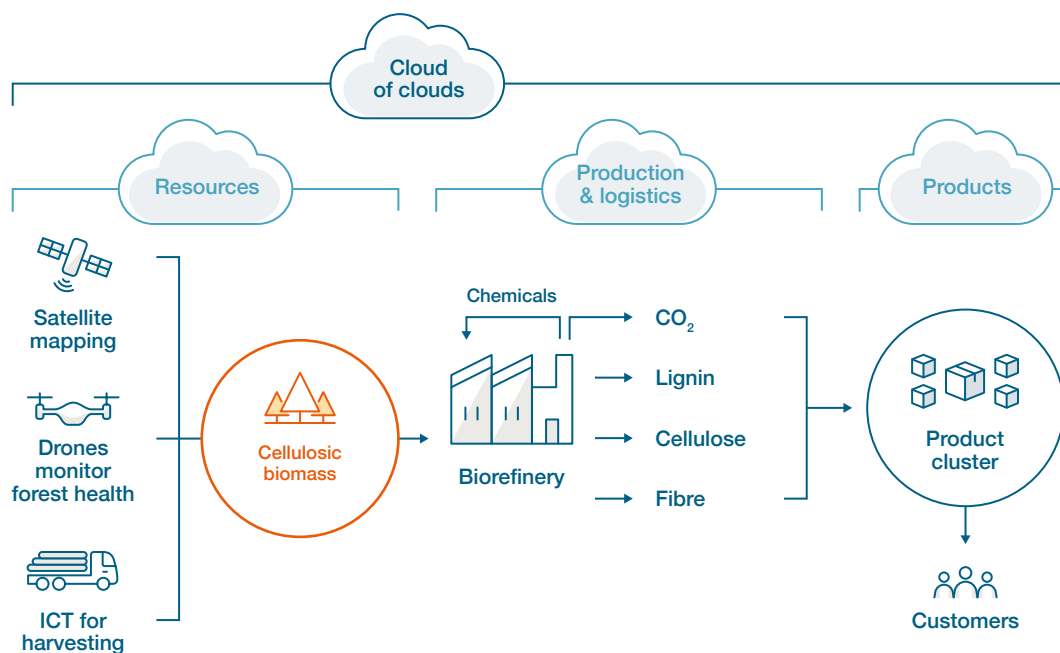 Cloud
of clouds
Resources
Production
& logistics
Products
Satellite
mapping
Drones
monitor
forest health
ICT for
harvesting
Cellulosic
biomass
Chemicals
Biorefinery
CO₂
Lignin
Cellulose
Fibre
Product
cluster
Customers